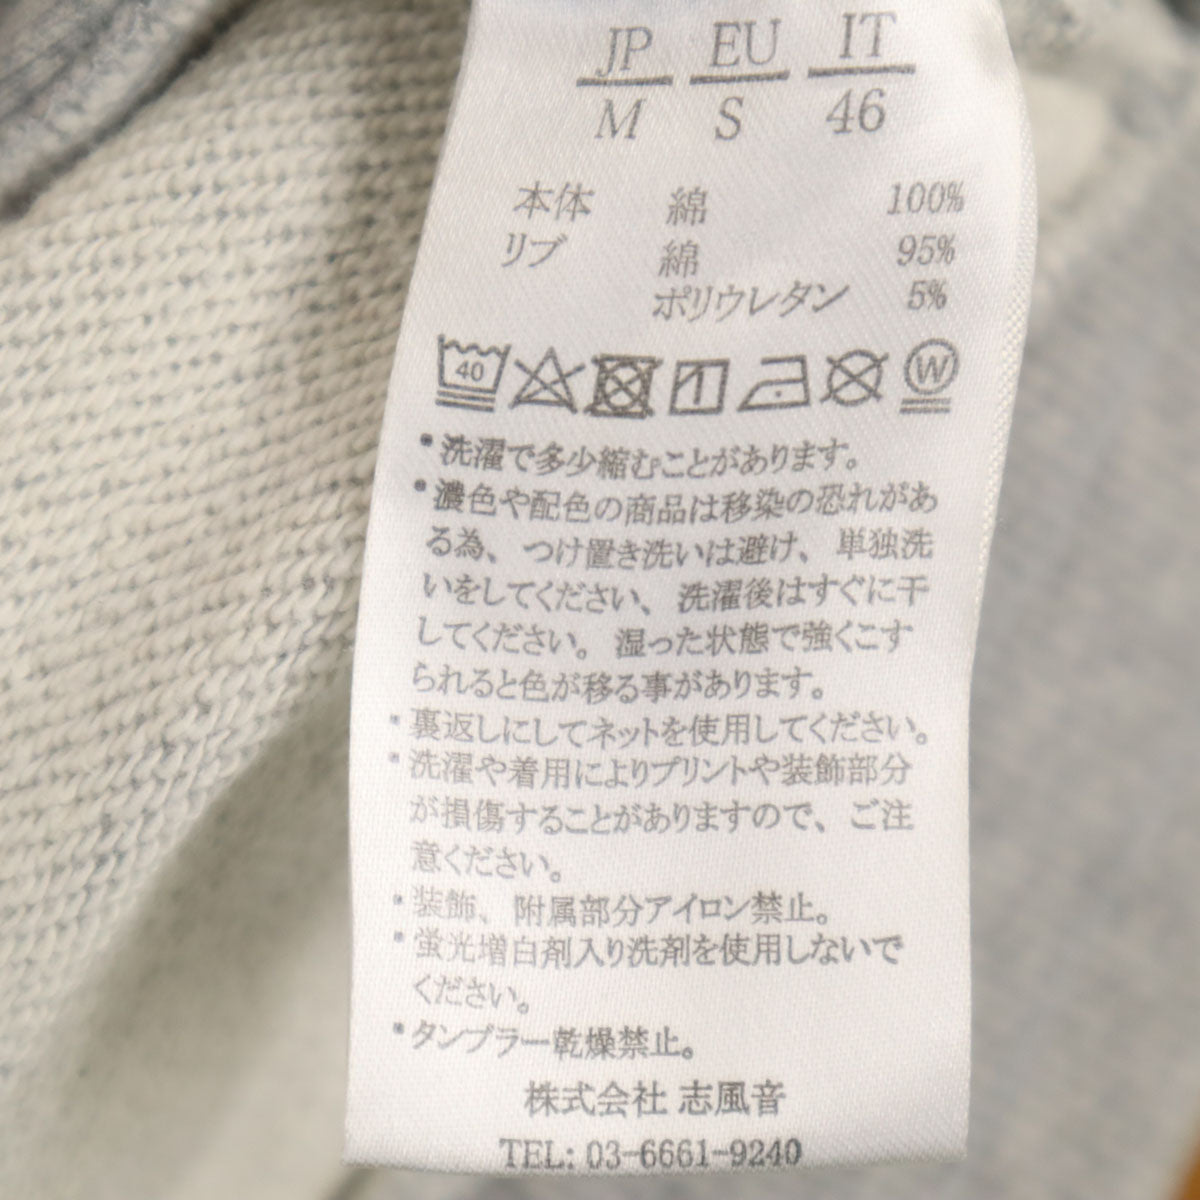 JP EU IT
M S 46
本体 綿 100%
リブ 綿 95%
ポリウレタン 5%
40 W
・洗濯で多少縮むことがあります。
・濃色や配色の商品は移染の恐れがあ
る為、つけ置き洗いは避け、単独洗
いをしてください、洗濯後はすぐに干
してください。湿った状態で強くこす
られると色が移る事があります。
・裏返しにしてネットを使用してください。
・洗濯や着用によりプリントや装飾部分
が損傷することがありますので、ご注
意ください。
・装飾、附属部分アイロン禁止。
・蛍光増白剤入り洗剤を使用しないで
ください。
・タンブラー乾燥禁止。
株式会社 志風音
TEL: 03-6661-9240